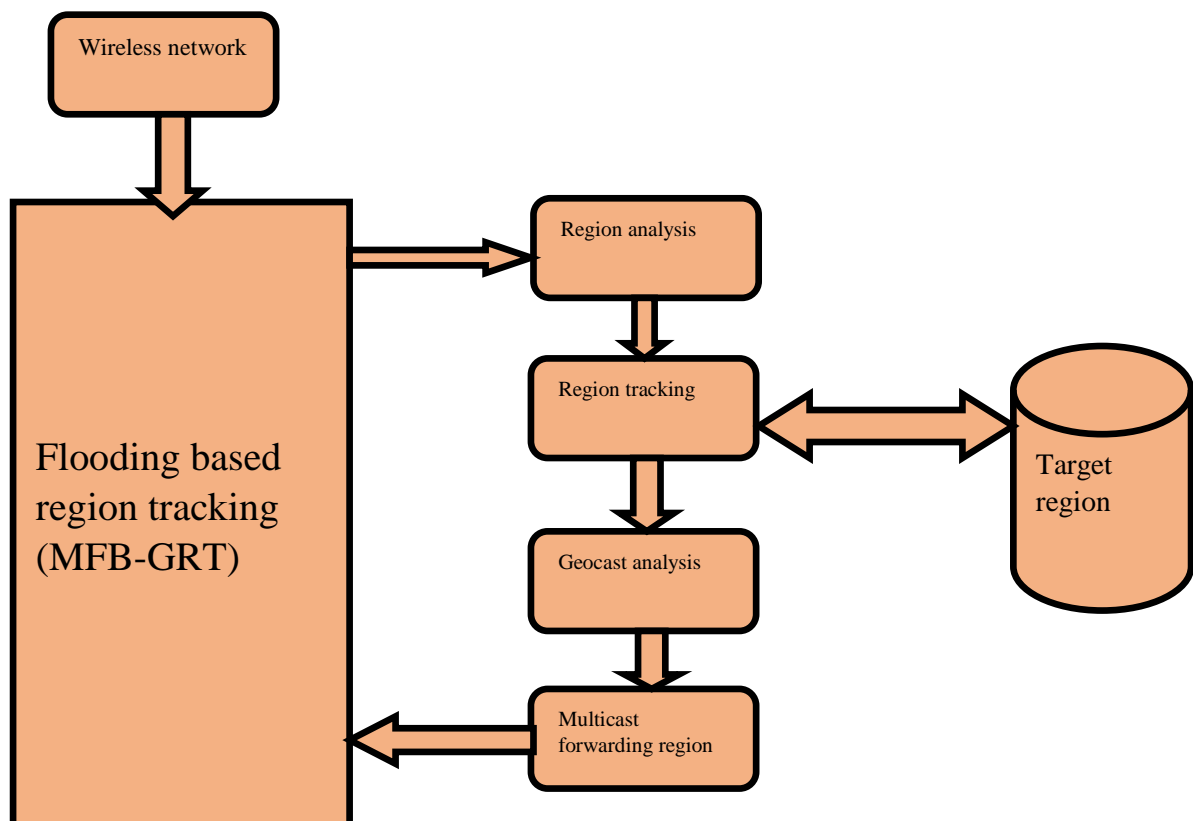 Wireless network
Region analysis
Region tracking
Flooding based
region tracking
(MFB-GRT)
Target
region
Geocast analysis
Multicast
forwarding region